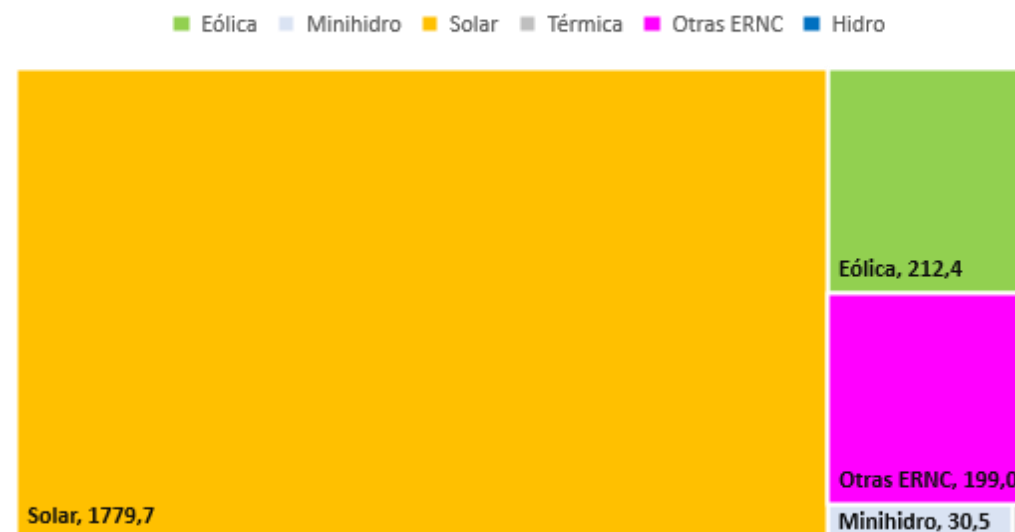 Eólica Minihidro Solar Térmica Otras ERNC Hidro
Eólica, 212,4
Otras ERNC, 199,0
Solar, 1779,7
Minihidro, 30,5